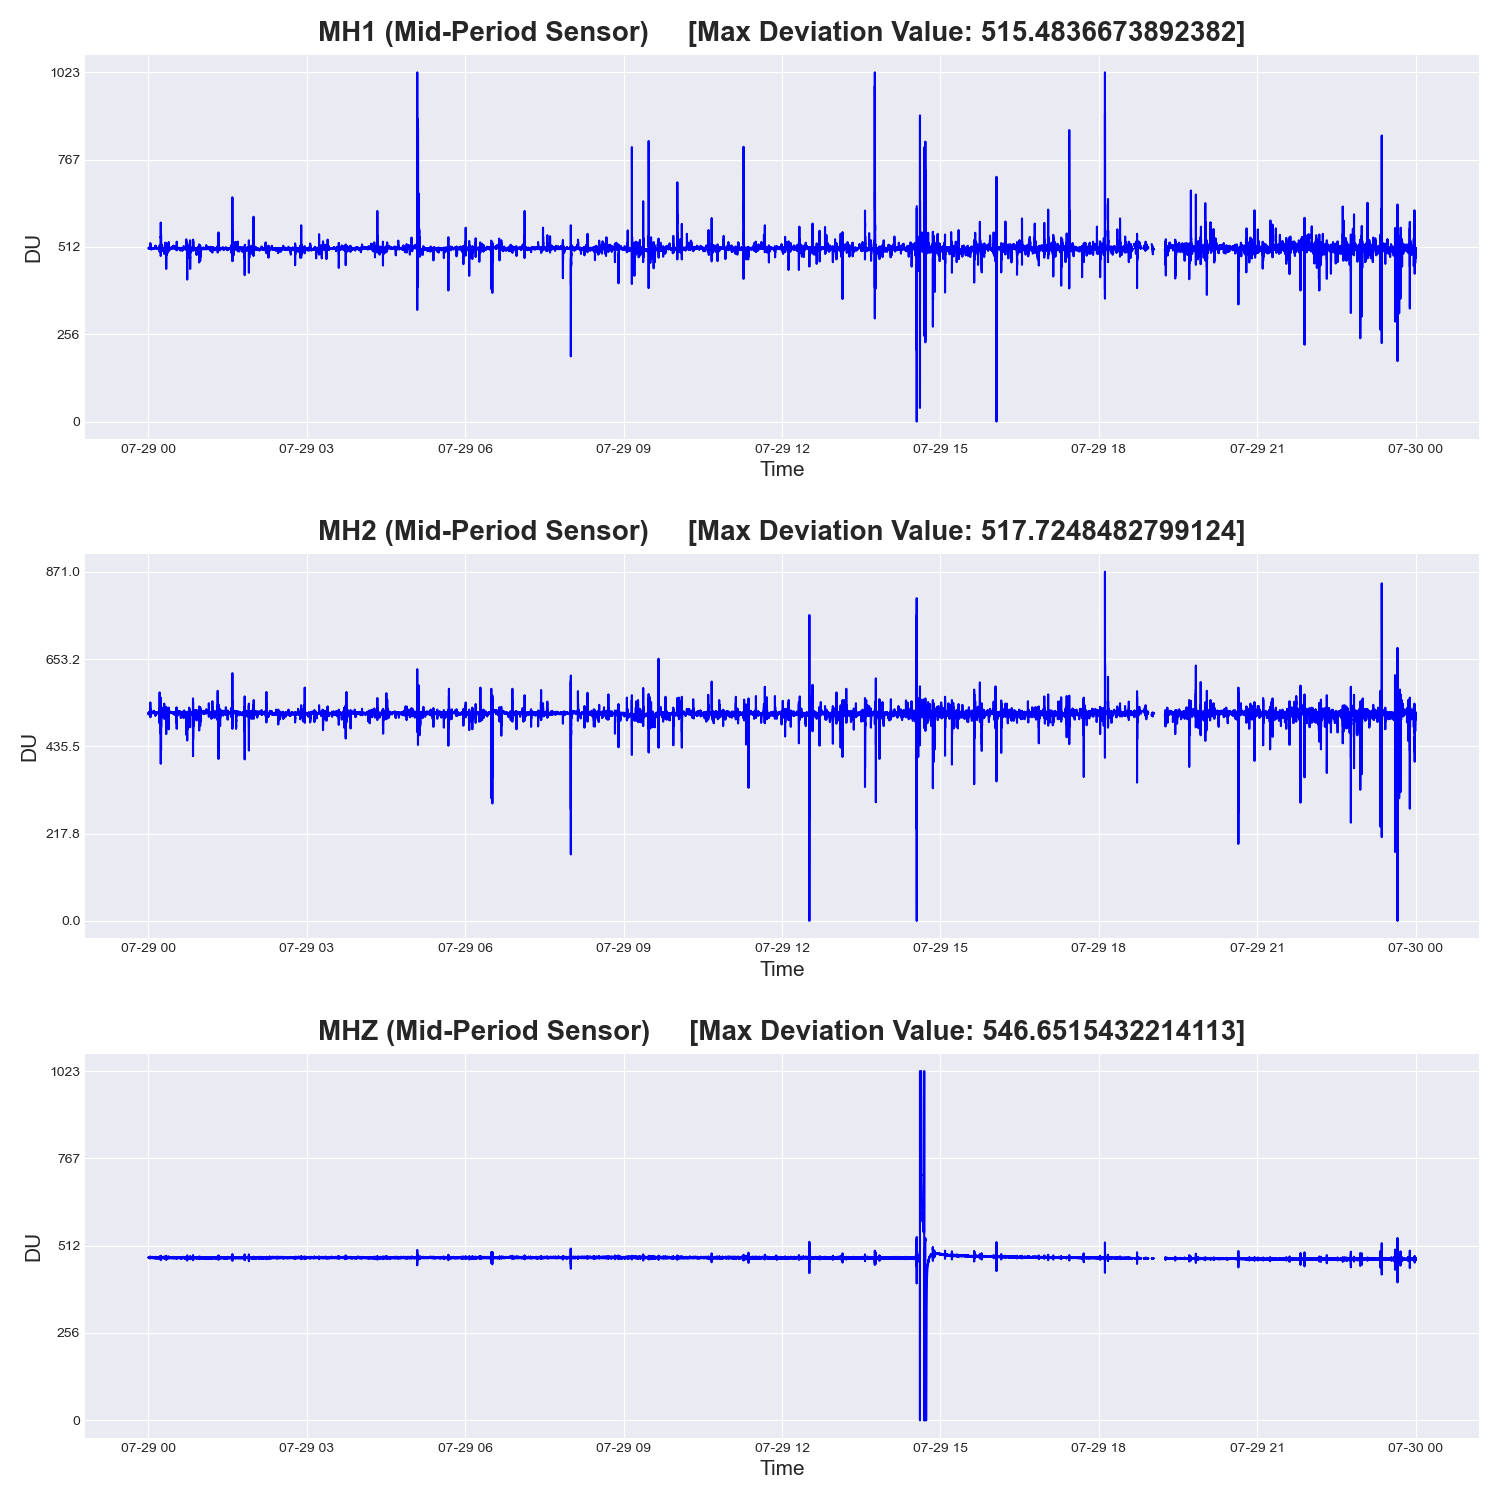 MH1 (Mid-Period Sensor) [Max Deviation Value: 515.4836673892382]
1023
767
512
256
0
DU
07-29 00 07-29 03 07-29 06 07-29 09 07-29 12 07-29 15 07-29 18 07-29 21 07-30 00
Time
MH2 (Mid-Period Sensor) [Max Deviation Value: 517.7248482799124]
871.0
653.2
435.5
217.8
0.0
DU
07-29 00 07-29 03 07-29 06 07-29 09 07-29 12 07-29 15 07-29 18 07-29 21 07-30 00
Time
MHZ (Mid-Period Sensor) [Max Deviation Value: 546.6515432214113]
1023
767
512
256
0
DU
07-29 00 07-29 03 07-29 06 07-29 09 07-29 12 07-29 15 07-29 18 07-29 21 07-30 00
Time